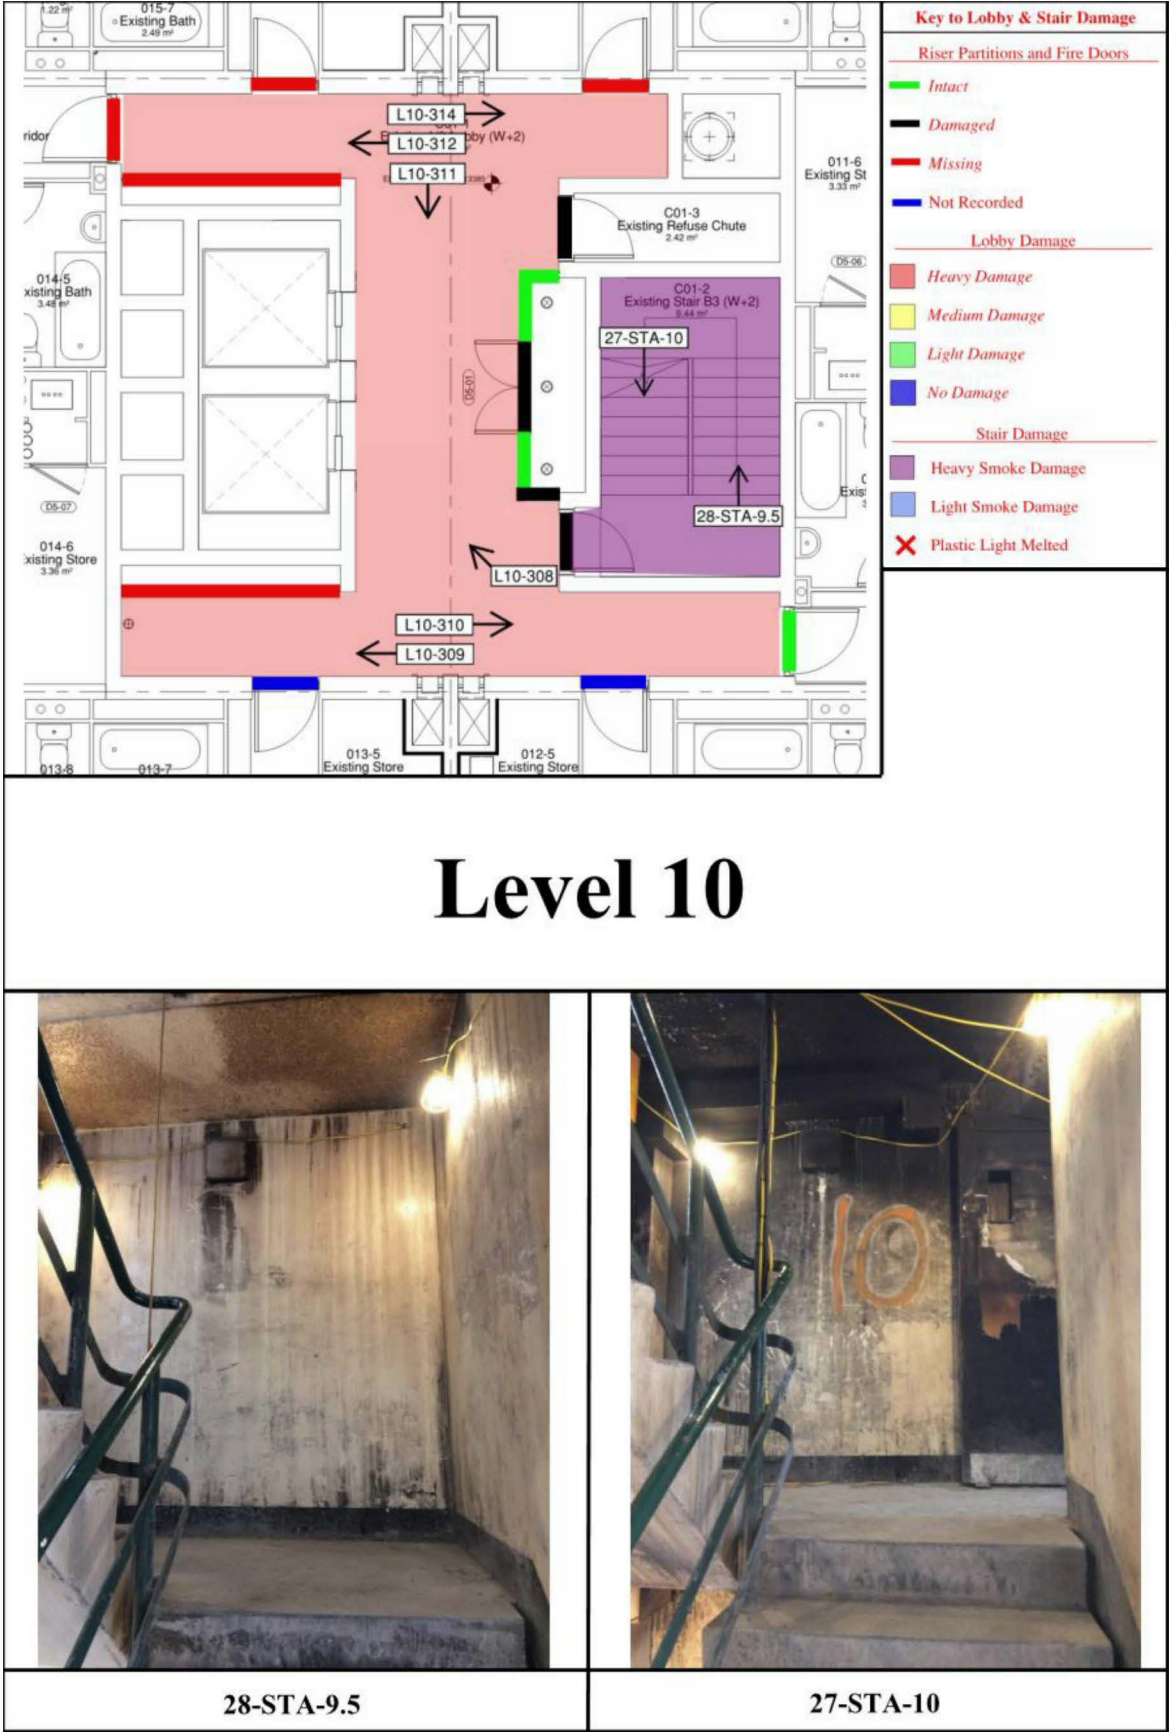 1.22 m²
015-7
Existing Bath
2.49 m²
L10-314
L10-312
lobby (W+2)
L10-311
ridor
C01-3
Existing Refuse Chute
2.42 m²
011-6
Existing St
3.33 m²
D5-06
014-5
xisting Bath
3.48 m²
C01-2
Existing Stair B3 (W+2)
9.44 m²
27-STA-10
D5-01
D5-07
014-6
xisting Store
3.36 m²
28-STA-9.5
Exis
L10-308
L10-310
L10-309
013-8
013-7
013-5
Existing Store
012-5
Existing Store
Key to Lobby & Stair Damage
Riser Partitions and Fire Doors
Intact
Damaged
Missing
Not Recorded
Lobby Damage
Heavy Damage
Medium Damage
Light Damage
No Damage
Stair Damage
Heavy Smoke Damage
Light Smoke Damage
Plastic Light Melted
Level 10
10
28-STA-9.5
27-STA-10